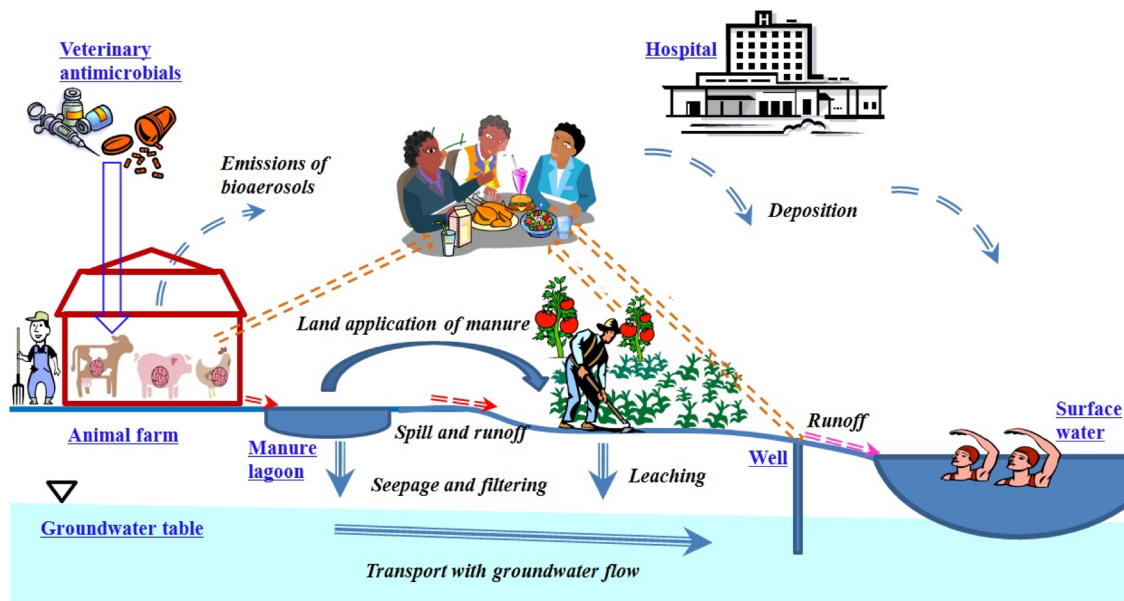 Veterinary
antimicrobials
Hospital
H
Emissions of
bioaerosols
Deposition
Land application of manure
Animal farm
Manure
lagoon
Spill and runoff
Well
Runoff
Surface
water
Seepage and filtering
Leaching
Groundwater table
Transport with groundwater flow